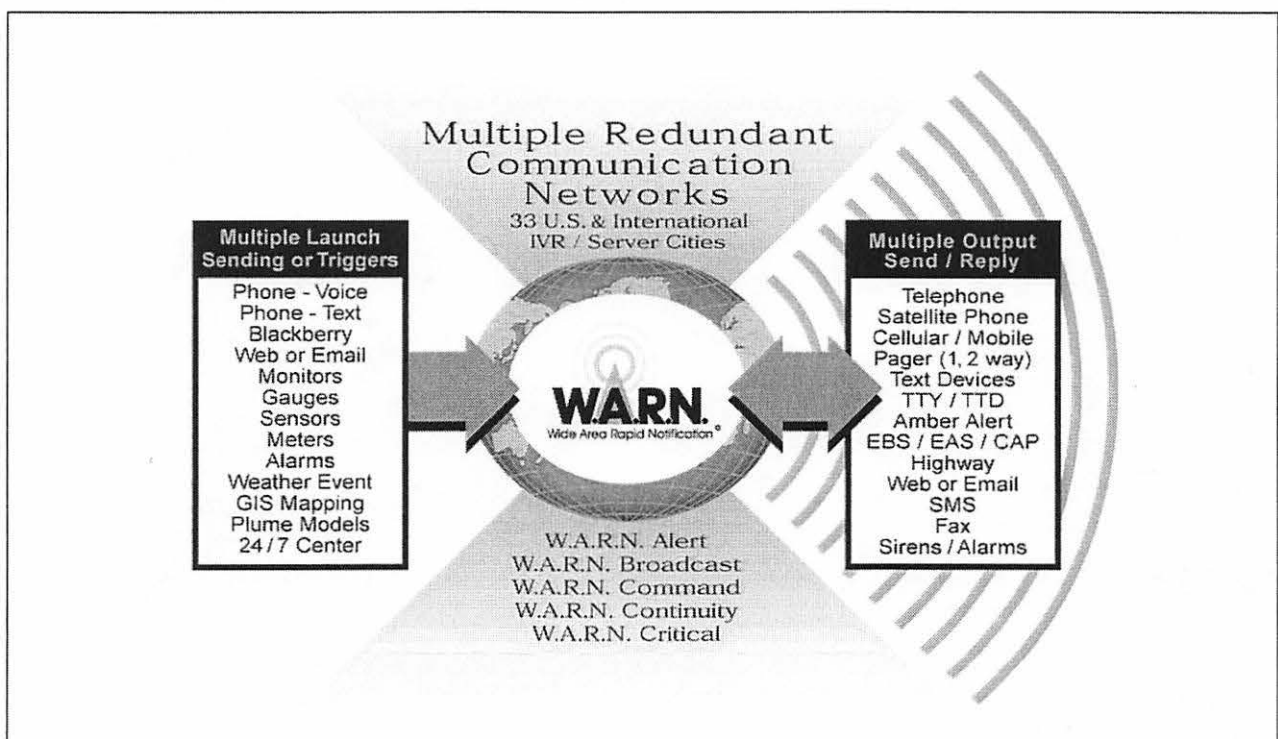 Multiple Redundant
Communication
Networks
33 U.S. & International
IVR / Server Cities
Multiple Launch
Sending or Triggers
Phone - Voice
Phone - Text
Blackberry
Web or Email
Monitors
Gauges
Sensors
Meters
Alarms
Weather Event
GIS Mapping
Plume Models
24/7 Center
W.A.R.N.
Wide Area Rapid Notification
W.A.R.N. Alert
W.A.R.N. Broadcast
W.A.R.N. Command
W.A.R.N. Continuity
W.A.R.N. Critical
Multiple Output
Send / Reply
Telephone
Satellite Phone
Cellular / Mobile
Pager (1, 2 way)
Text Devices
TTY / TTD
Amber Alert
EBS / EAS / CAP
Highway
Web or Email
SMS
Fax
Sirens / Alarms